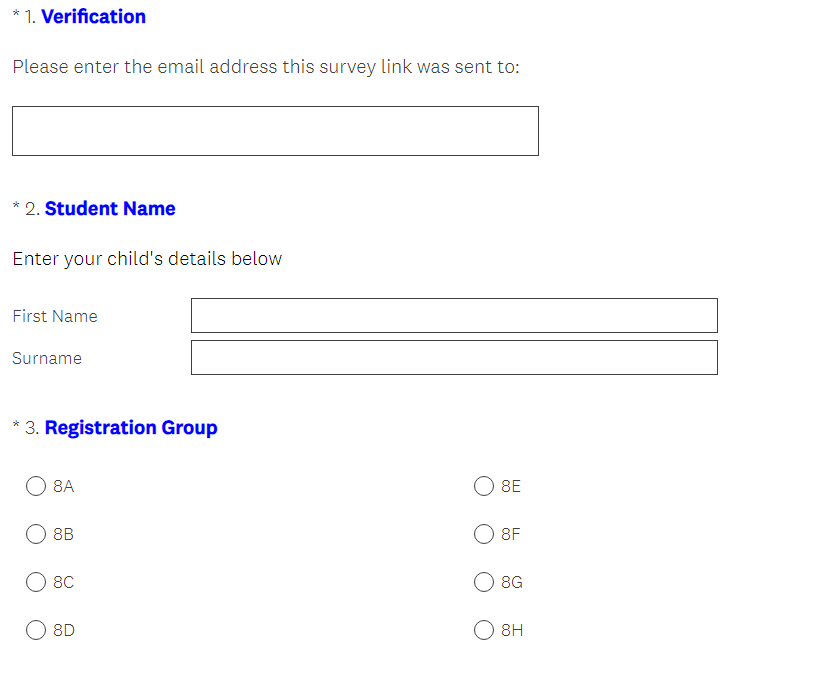 * 1. Verification
Please enter the email address this survey link was sent to:
* 2. Student Name
Enter your child's details below
First Name
Surname
* 3. Registration Group
8A
8B
8C
8D
8E
8F
8G
8H